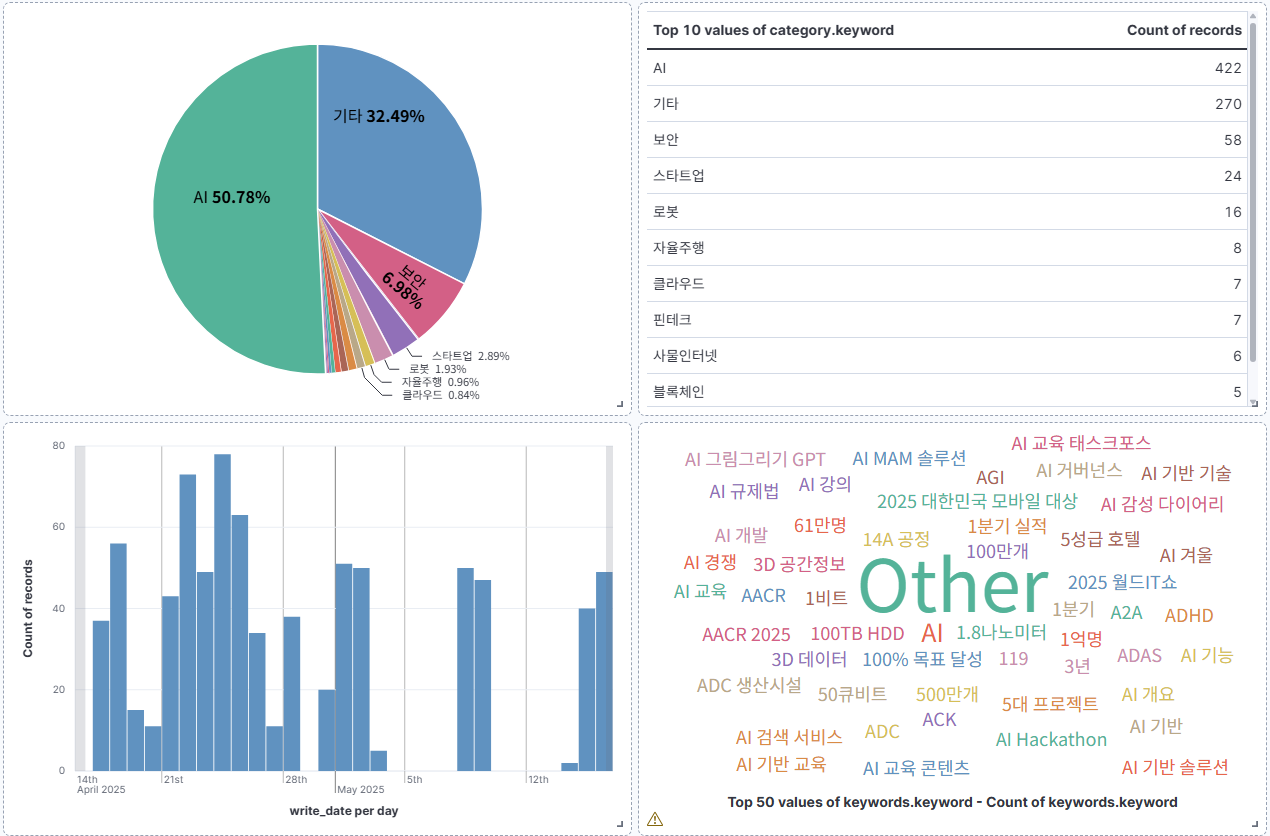 기타 32.49%
AI 50.78%
보안
6.98%
스타트업 2.89%
로봇 1.93%
자율주행 0.96%
클라우드 0.84%
Top 10 values of category.keyword Count of records
AI 422
기타 270
보안 58
스타트업 24
로봇 16
자율주행 8
클라우드 7
핀테크 7
사물인터넷 6
블록체인 5
80
60
40
20
0
Count of records
14th 21st 28th 5th 12th
April 2025 May 2025
write_date per day
AI 교육 태스크포스
AI 그림그리기 GPT AI MAM 솔루션
AGI AI 거버넌스 AI 기반 기술
AI 규제법 AI 강의
2025 대한민국 모바일 대상 AI 감성 다이어리
AI 개발 61만명 14A 공정 1분기 실적 5성급 호텔
100만개 AI 겨울
AI 경쟁 3D 공간정보
Other
AI 교육 AACR 1비트 2025 월드IT쇼
1분기 A2A ADHD
AACR 2025 100TB HDD AI 1.8나노미터 1억명
3D 데이터 100% 목표 달성 119 3년 ADAS AI 기능
ADC 생산시설 50큐비트 500만개 5대 프로젝트 AI 개요
ACK AI 기반
AI 검색 서비스 ADC AI Hackathon
AI 기반 교육 AI 교육 콘텐츠 AI 기반 솔루션
Top 50 values of keywords.keyword - Count of keywords.keyword